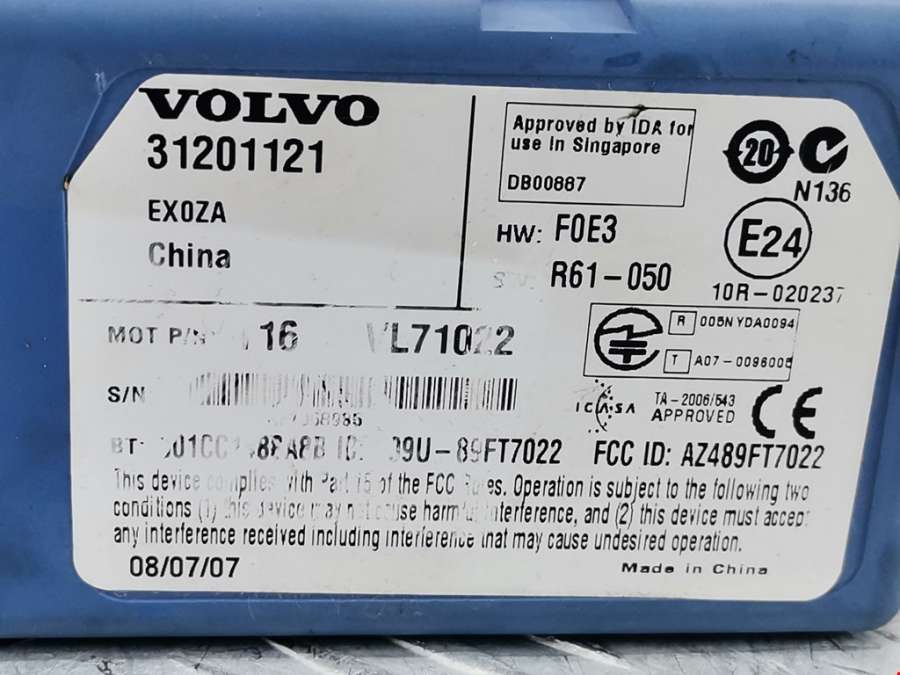 VOLVO
31201121
EX0ZA
China
Approved by IDA for
use in Singapore
DB00887
HW: F0E3
R61-050
20
N136
E24
10R-020237
MOT P/N
16
VL71022
R 005NYDA0094
T A07-0096005
S/N
ICASA
TA-2006/543
APPROVED
CE
BT:
89FT7022 FCC ID: AZ489FT7022
This device complies with Part 15 of the FCC Rules. Operation is subject to the following two
conditions (1) this device may not cause harmful interference, and (2) this device must accept
any interference received including interference that may cause undesired operation.
08/07/07
Made in China